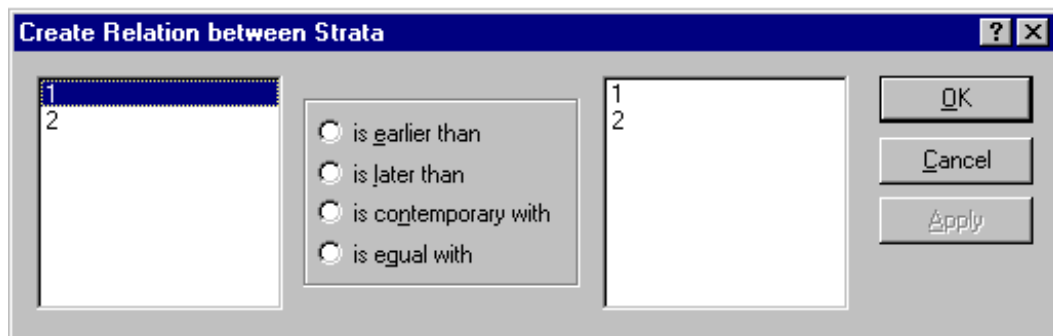 Create Relation between Strata
1
2
is earlier than
is later than
is contemporary with
is equal with
1
2
OK
Cancel
Apply